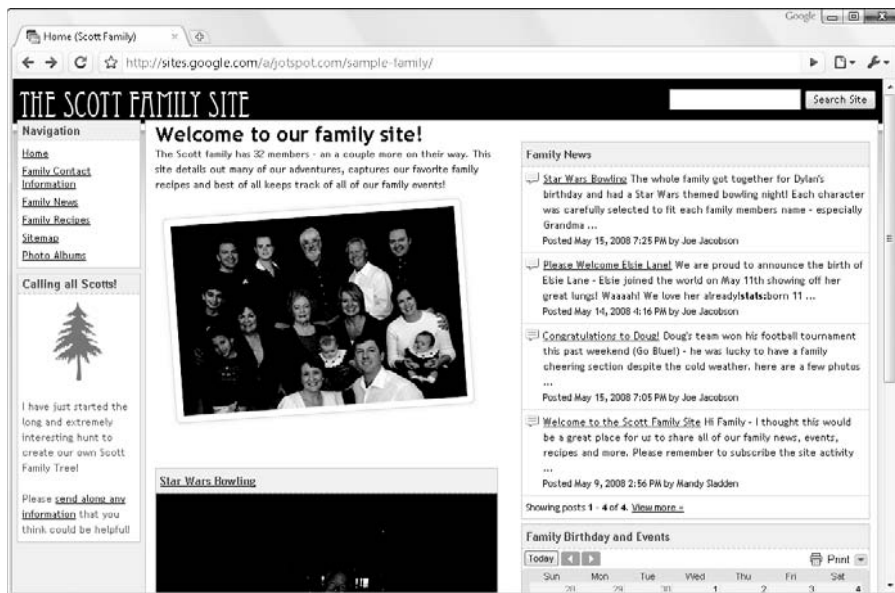 Google
Home (Scott Family)
http://sites.google.com/a/jotspot.com/sample-family/
THE SCOTT FAMILY SITE
Search Site
Navigation
Home
Family Contact
Information
Family News
Family Recipes
Sitemap
Photo Albums
Calling all Scotts!
I have just started the
long and extremely
interesting hunt to
create our own Scott
Family Tree!
Please send along any
information that you
think could be helpful!
Welcome to our family site!
The Scott family has 32 members - an a couple more on their way. This
site details out many of our adventures, captures our favorite family
recipes and best of all keeps track of all of our family events!
Star Wars Bowling
Family News
Star Wars Bowling The whole family got together for Dylan's
birthday and had a Star Wars themed bowling night! Each character
was carefully selected to fit each family members name - especially
Grandma ...
Posted May 15, 2008 7:25 PM by Joe Jacobson
Please Welcome Elsie Lane! We are proud to announce the birth of
Elsie Lane - Elsie joined the world on May 11th showing off her
great lungs! Waaaah! We love her already!stats:born 11 ...
Posted May 14, 2008 4:16 PM by Joe Jacobson
Congratulations to Doug! Doug's team won his football tournament
this past weekend (Go Blue!) - he was lucky to have a family
cheering section despite the cold weather. here are a few photos
...
Posted May 15, 2008 7:05 PM by Joe Jacobson
Welcome to the Scott Family Site Hi Family - I thought this would
be a great place for us to share all of our family news, events,
recipes and more. Please remember to subscribe the site activity
...
Posted May 9, 2008 2:56 PM by Mandy Sladden
Showing posts 1 - 4 of 4. View more »
Family Birthday and Events
Today Print
Sun Mon Tue Wed Thu Fri Sat
28 29 30 1 2 3 4